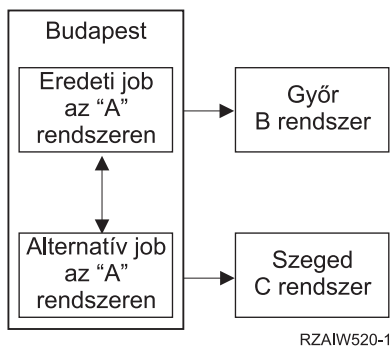 Budapest
Eredeti job
az “A”
rendszeren
Győr
B rendszer
Alternatív job
az “A”
rendszeren
Szeged
C rendszer
RZAIW520-1